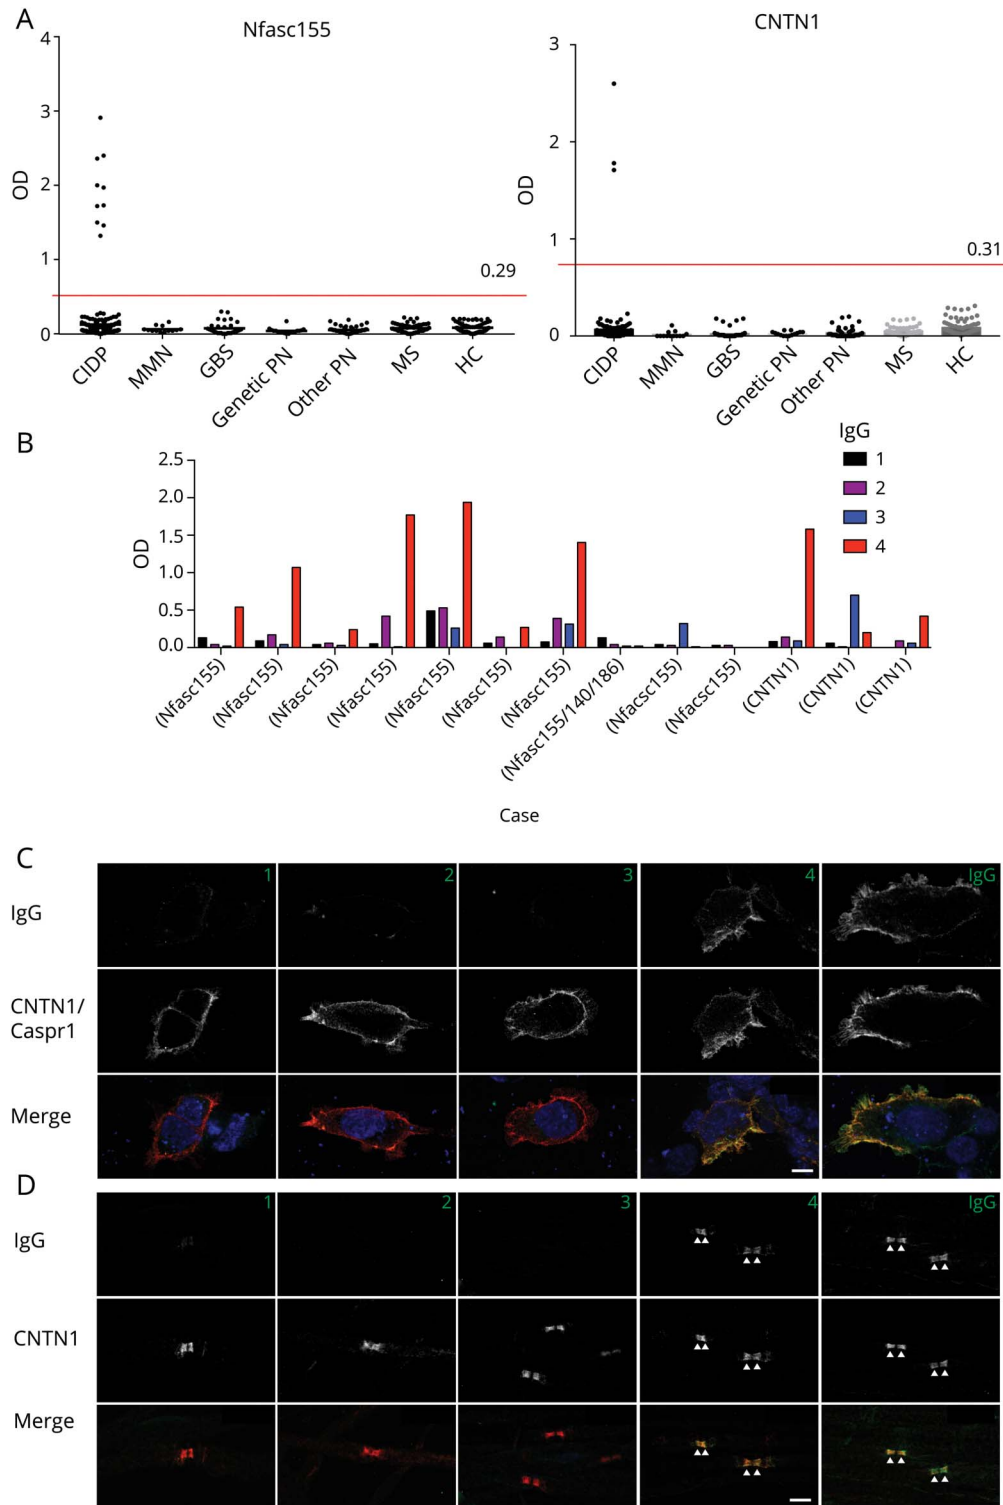 A
Nfasc155
CNTN1
4
3
2
1
0
OD
0.29
CIDP
MMN
GBS
Genetic PN
Other PN
MS
HC
3
2
1
0
OD
0.31
CIDP
MMN
GBS
Genetic PN
Other PN
MS
HC
B
IgG
1
2
3
4
2.5
2.0
1.5
1.0
0.5
0.0
OD
(Nfasc155)
(Nfasc155)
(Nfasc155)
(Nfasc155)
(Nfasc155)
(Nfasc155)
(Nfasc155)
(Nfasc155/140/186)
(Nfacsc155)
(Nfacsc155)
(CNTN1)
(CNTN1)
(CNTN1)
Case
C
1
2
3
4
IgG
IgG
CNTN1/
Caspr1
Merge
D
1
2
3
4
IgG
IgG
CNTN1
Merge